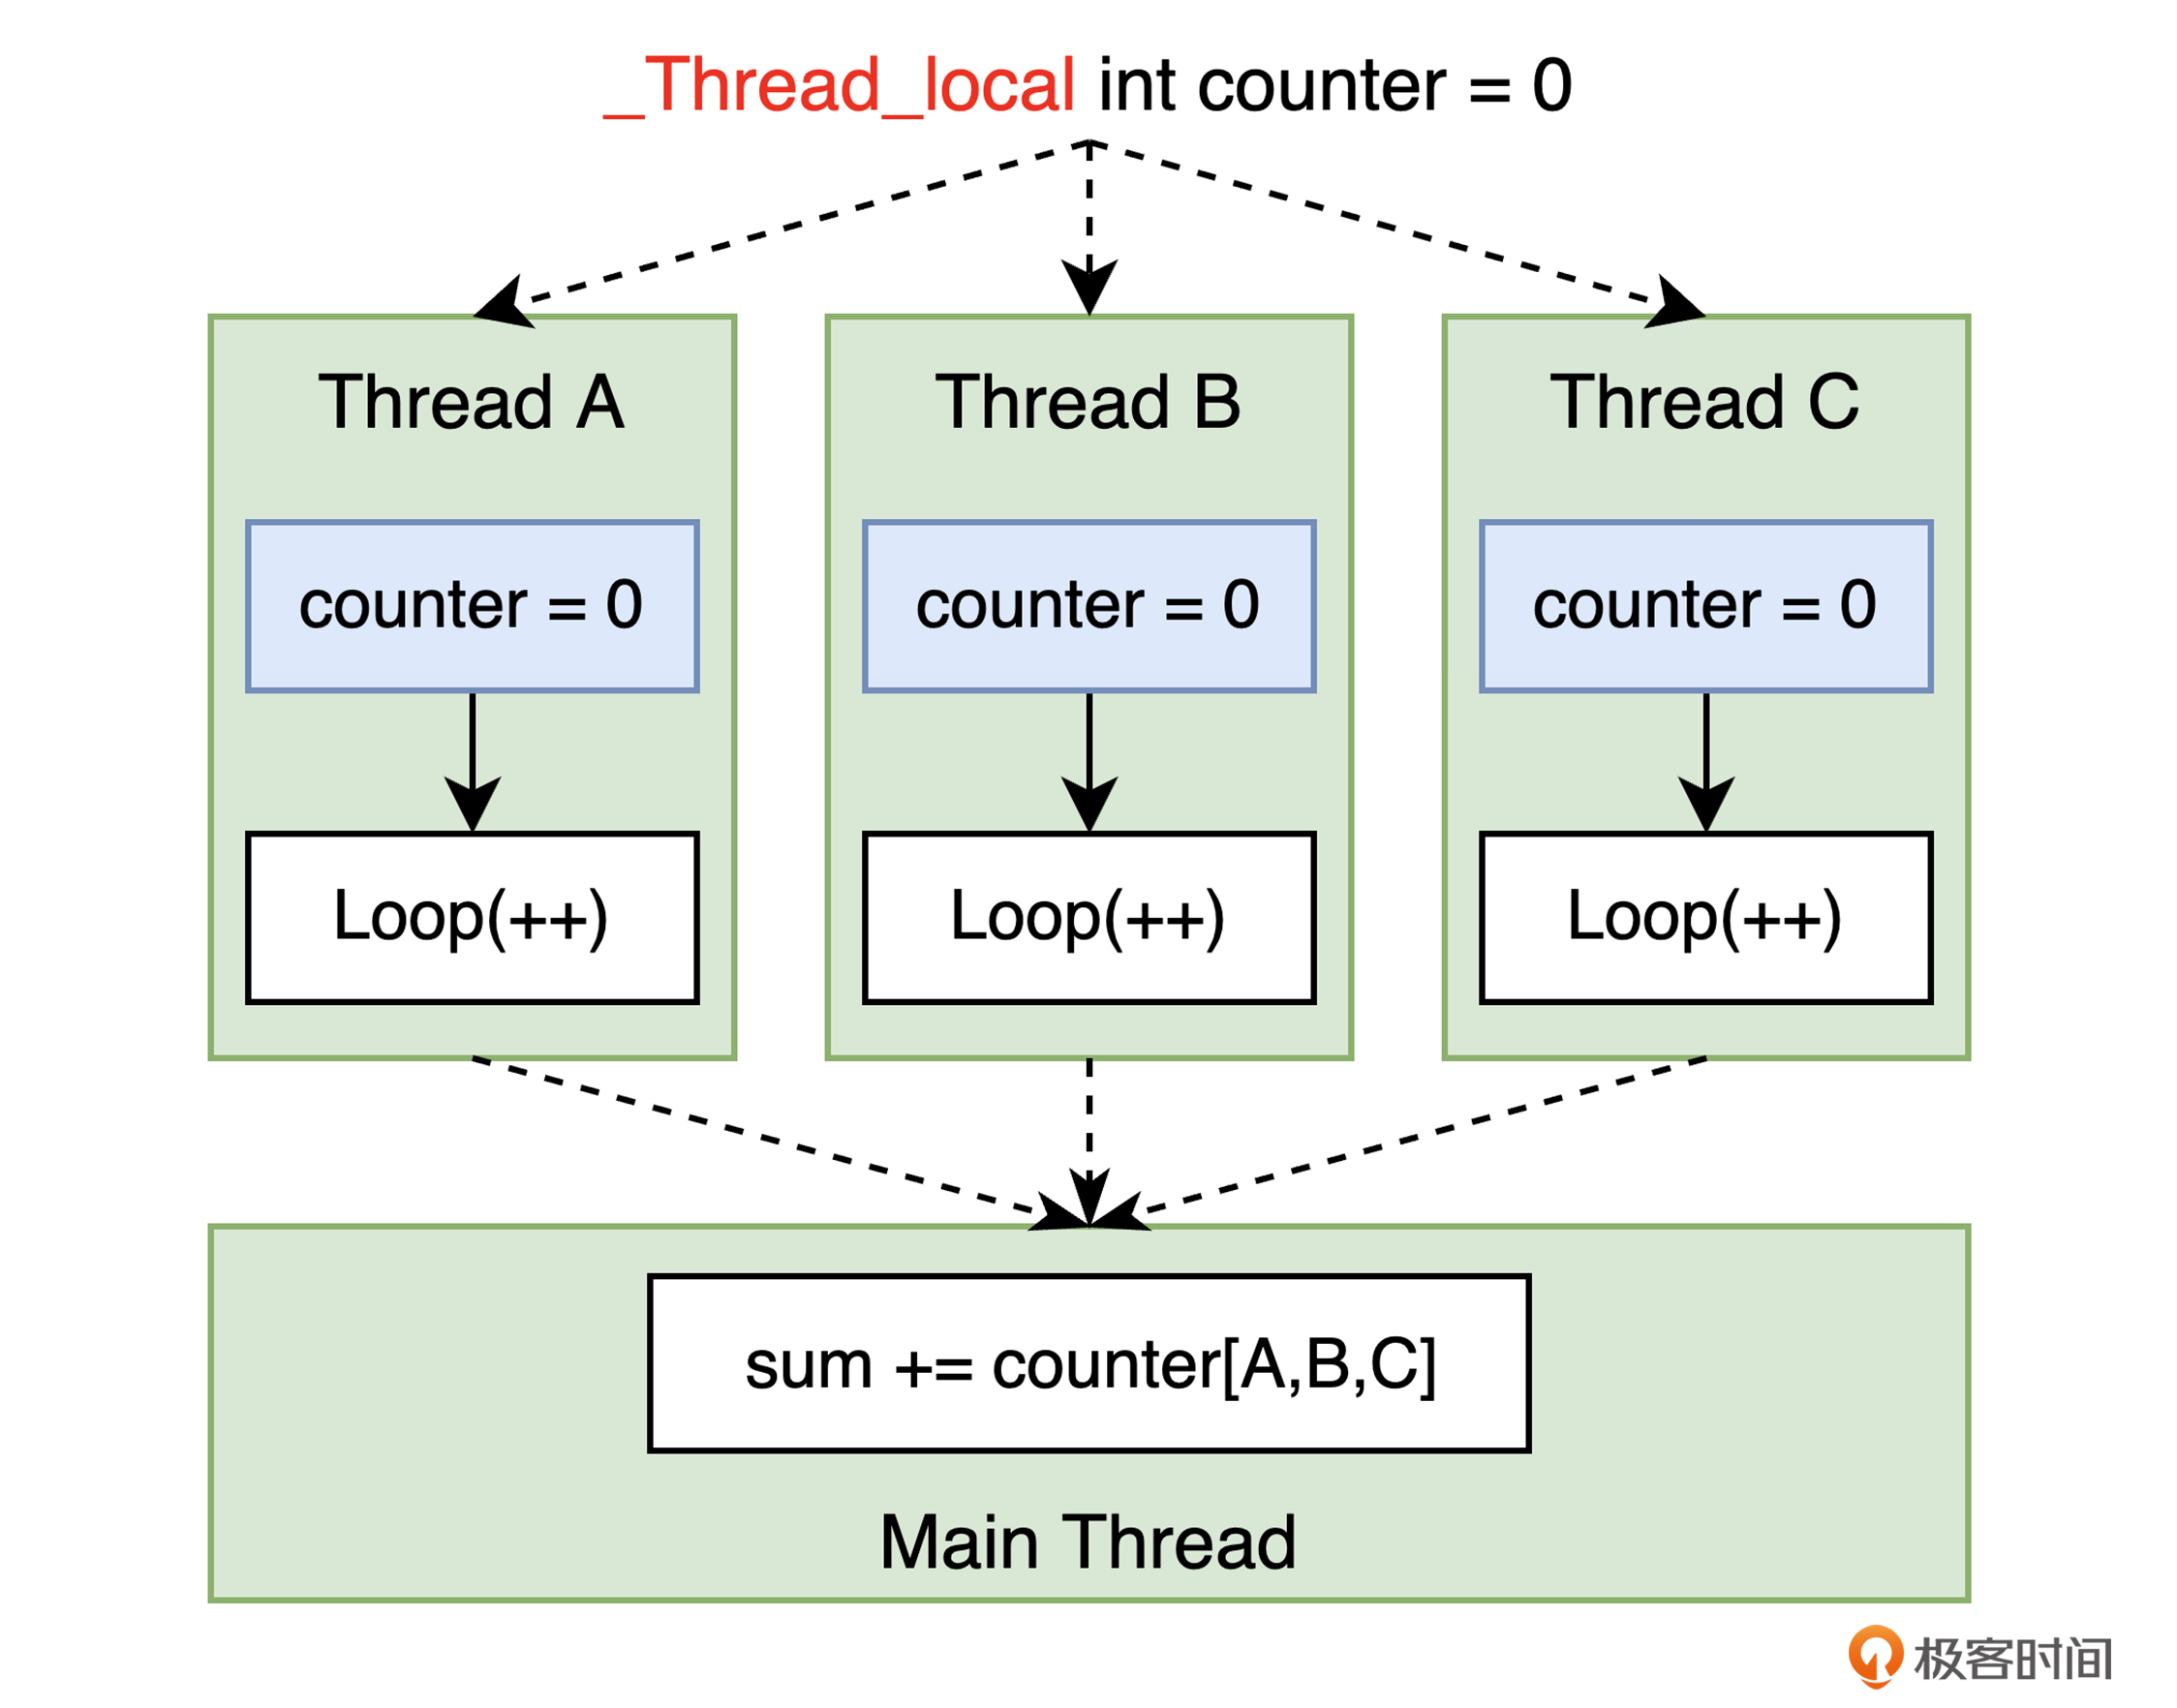 _Thread_local int counter = 0
Thread A
Thread B
Thread C
counter = 0
counter = 0
counter = 0
Loop(++)
Loop(++)
Loop(++)
sum += counter[A,B,C]
Main Thread
极客时间